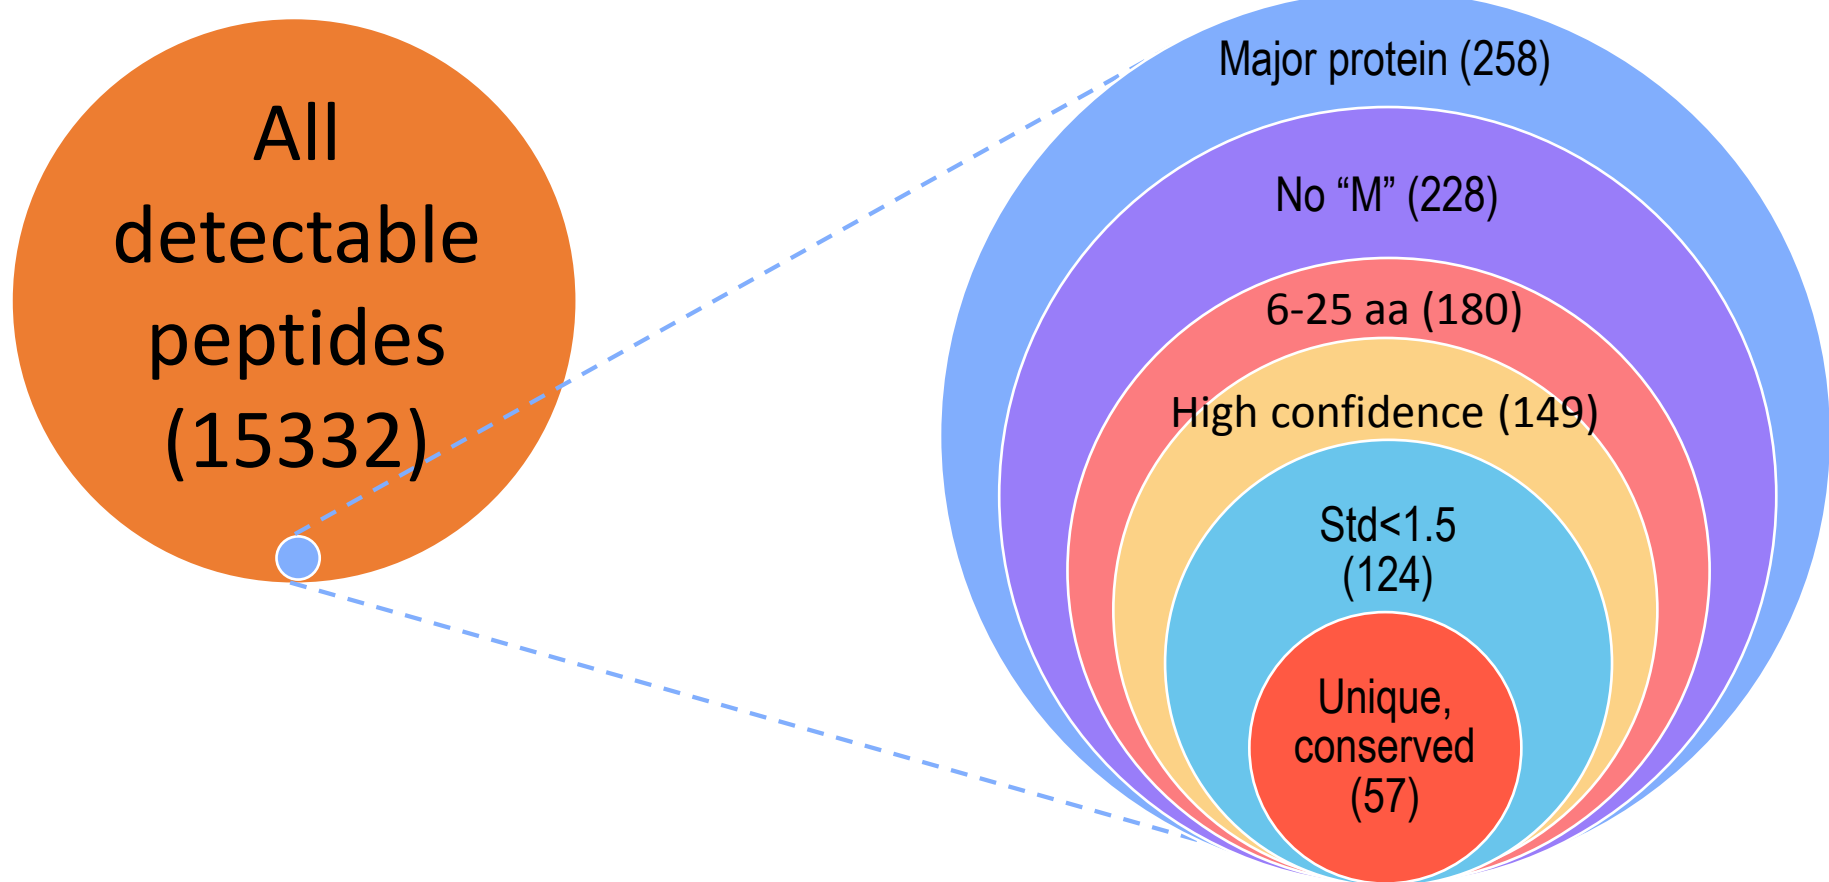 All
detectable
peptides
(15332)
Major protein (258)
No “M” (228)
6-25 aa (180)
High confidence (149)
Std<1.5
(124)
Unique,
conserved
(57)